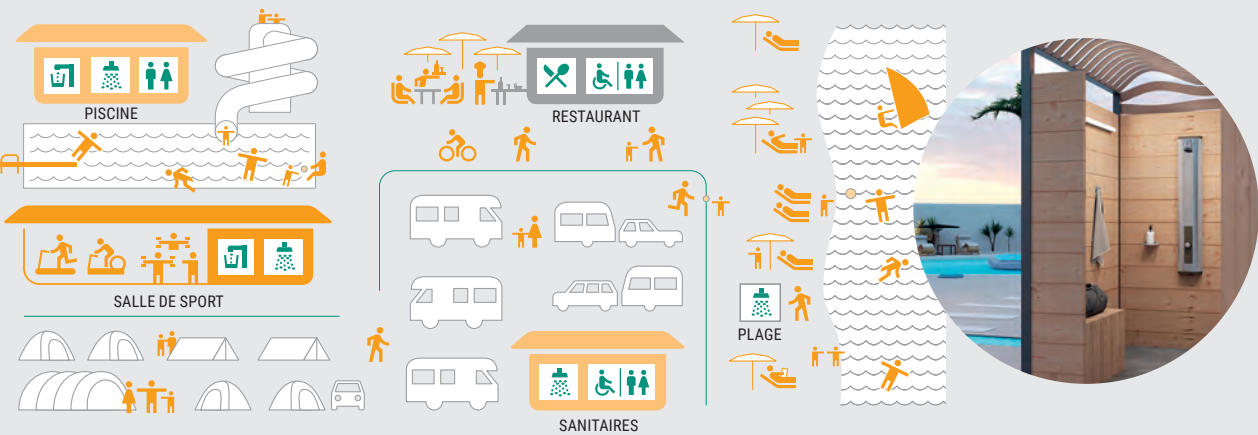 PISCINE
RESTAURANT
SALLE DE SPORT
PLAGE
SANITAIRES